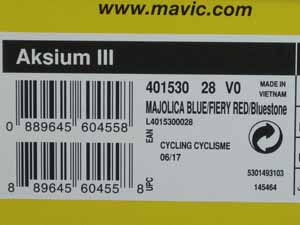 www.mavic.com
Aksium III
401530 28 V0
MADE IN
VIETNAM
MAJOLICA BLUE/FIERY RED/Bluestone
L4015300028
0 889645 604558
EAN
CYCLING CYCLISME
06/17
5301493103
145464
8 89645 60455 8
UPC